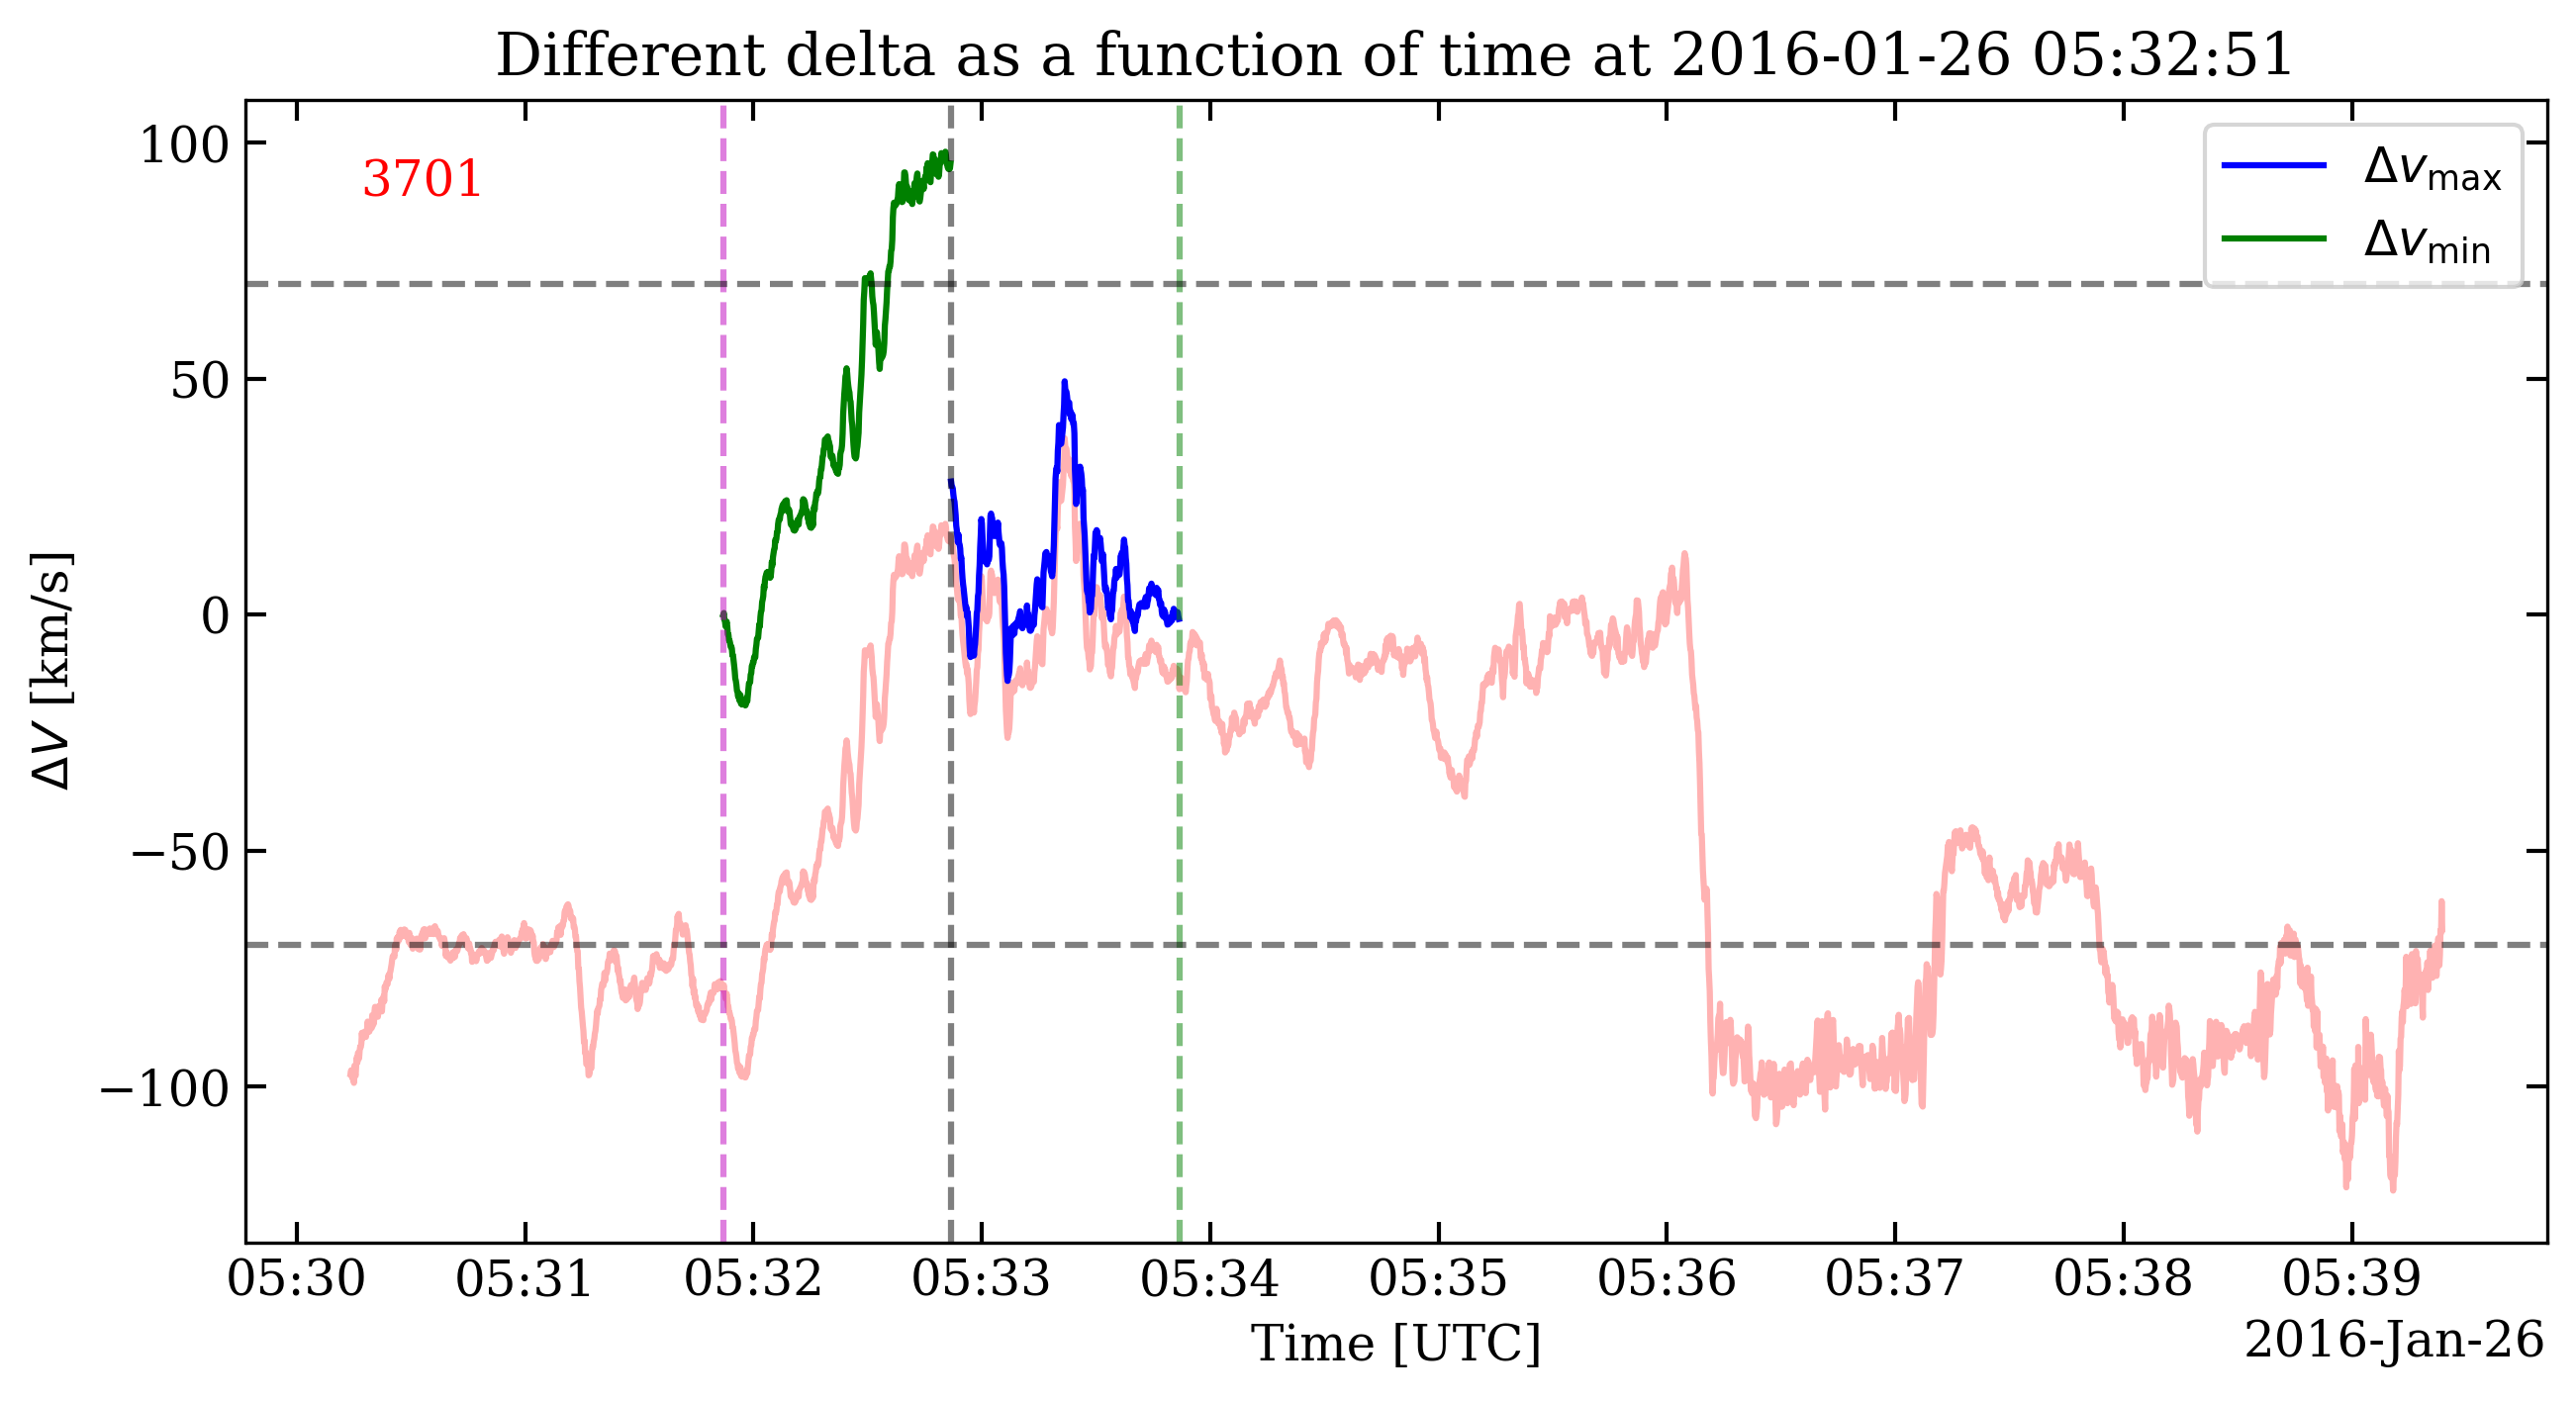 Different delta as a function of time at 2016-01-26 05:32:51
3701
Δv_max
Δv_min
100
50
0
−50
−100
ΔV [km/s]
05:30 05:31 05:32 05:33 05:34 05:35 05:36 05:37 05:38 05:39
Time [UTC]
2016-Jan-26